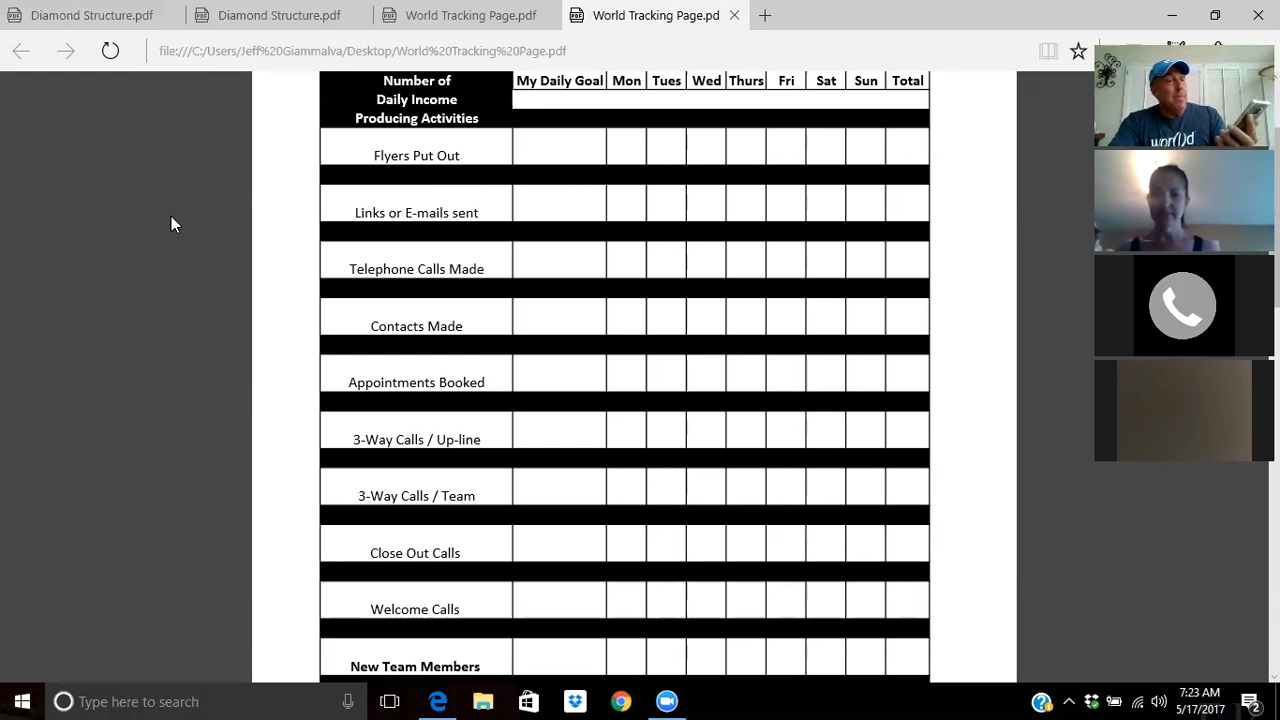 Diamond Structure.pdf
Diamond Structure.pdf
World Tracking Page.pdf
World Tracking Page.pd
file:///C:/Users/Jeff%20Giammalva/Desktop/World%20Tracking%20Page.pdf
Number of Daily Income Producing Activities
My Daily Goal Mon Tues Wed Thurs Fri Sat Sun Total
Flyers Put Out
Links or E-mails sent
Telephone Calls Made
Contacts Made
Appointments Booked
3-Way Calls / Up-line
3-Way Calls / Team
Close Out Calls
Welcome Calls
New Team Members
Type here to search
7:23 AM
5/17/2017
2